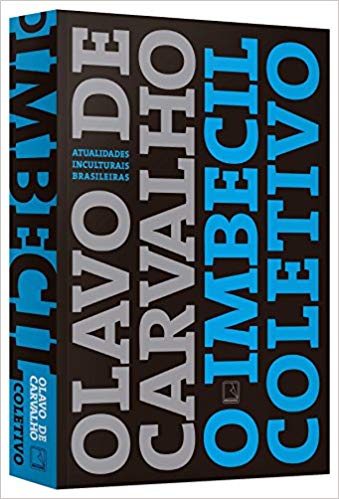 OLAVO DE
CARVALHO
ATUALIDADES
INCULTURAIS
BRASILEIRAS
O IMBECIL
COLETIVO
O IMBECIL
OLAVO DE
CARVALHO
COLETIVO